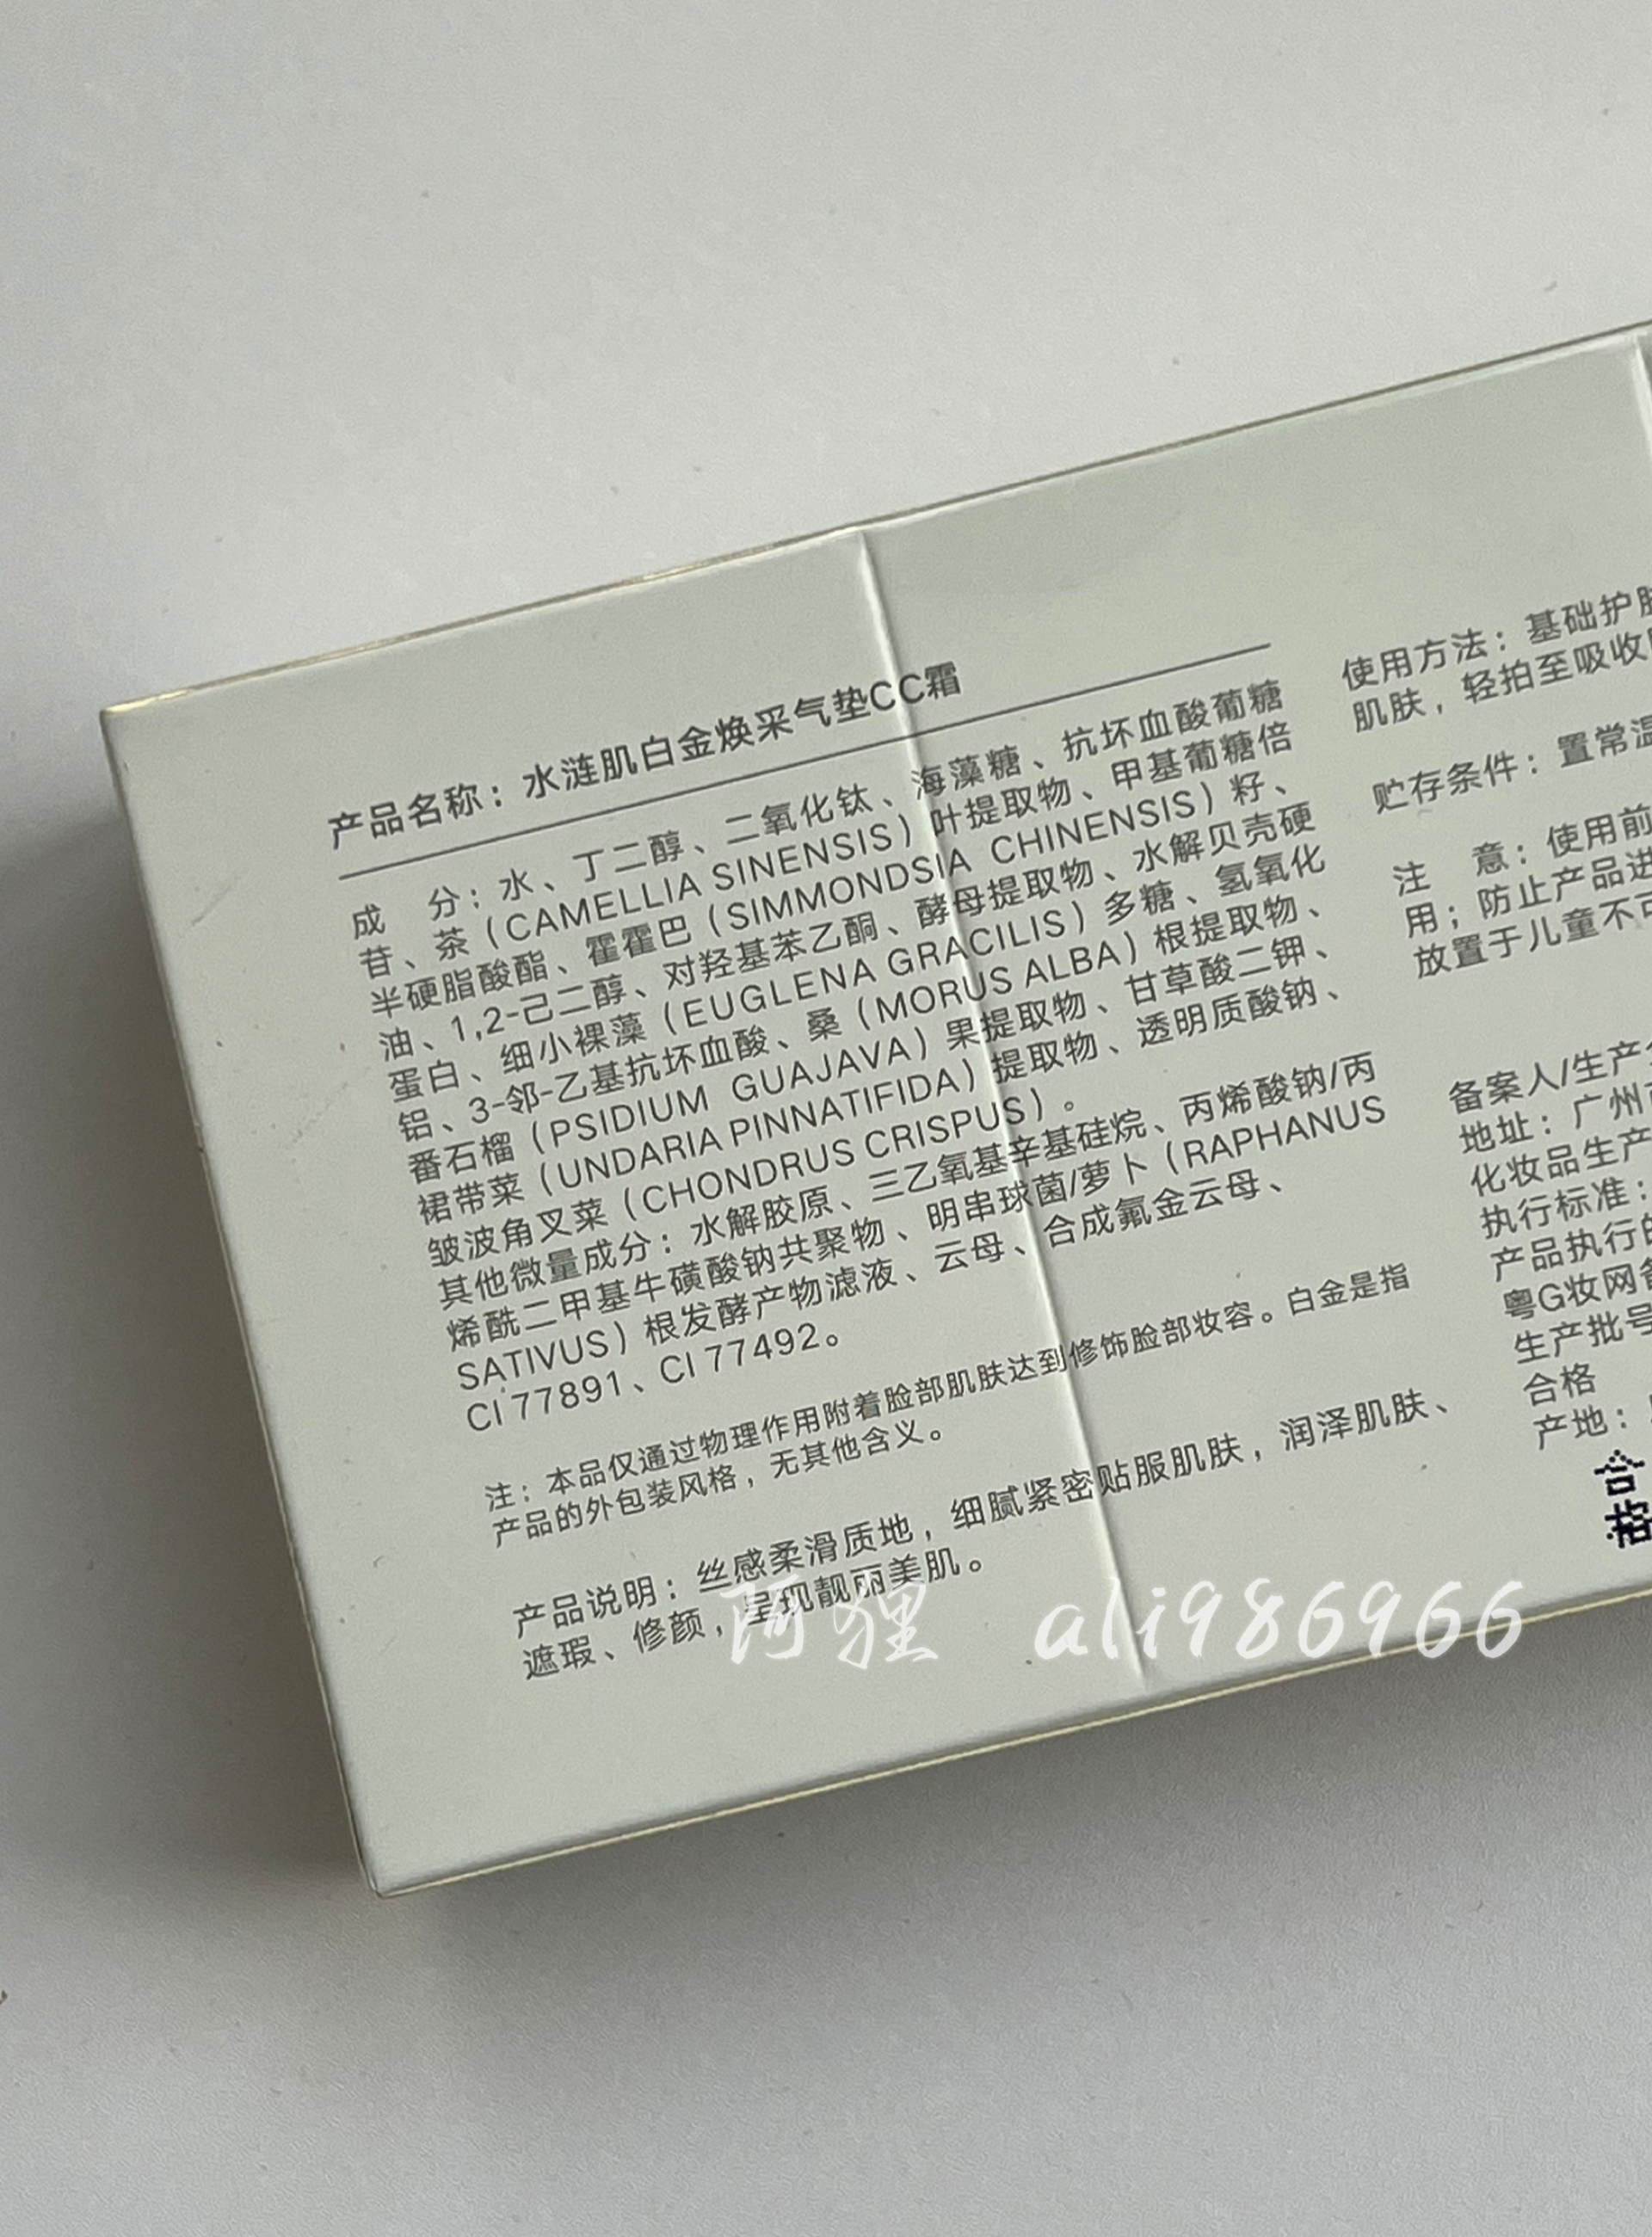 产品名称：水涟肌白金焕采气垫CC霜
成　分：水、丁二醇、二氧化钛、海藻糖、抗坏血酸葡糖
苷、茶（CAMELLIA SINENSIS）叶提取物、甲基葡糖倍
半硬脂酸酯、霍霍巴（SIMMONDSIA CHINENSIS）籽、
油、1,2-己二醇、对羟基苯乙酮、酵母提取物、水解贝壳硬
蛋白、细小裸藻（EUGLENA GRACILIS）多糖、氢氧化
铝、3-邻-乙基抗坏血酸、桑（MORUS ALBA）根提取物、
番石榴（PSIDIUM GUAJAVA）果提取物、甘草酸二钾、
裙带菜（UNDARIA PINNATIFIDA）提取物、透明质酸钠、
皱波角叉菜（CHONDRUS CRISPUS）。
其他微量成分：水解胶原、三乙氧基辛基硅烷、丙烯酸钠/丙
烯酰二甲基牛磺酸钠共聚物、明串球菌/萝卜（RAPHANUS
SATIVUS）根发酵产物滤液、云母、合成氟金云母、
CI 77891、CI 77492。
注：本品仅通过物理作用附着脸部肌肤达到修饰脸部妆容。白金是指
产品的外包装风格，无其他含义。
产品说明：丝感柔滑质地，细腻紧密贴服肌肤，润泽肌肤、
遮瑕、修颜，呈现靓丽美肌。
使用方法：基础护肤
肌肤，轻拍至吸收
贮存条件：置常温
注　意：使用前
用；防止产品进
放置于儿童不可
备案人/生产
地址：广州
化妆品生产
执行标准：
产品执行的
粤G妆网备
生产批号
合格
产地：
阿狸 ali986966